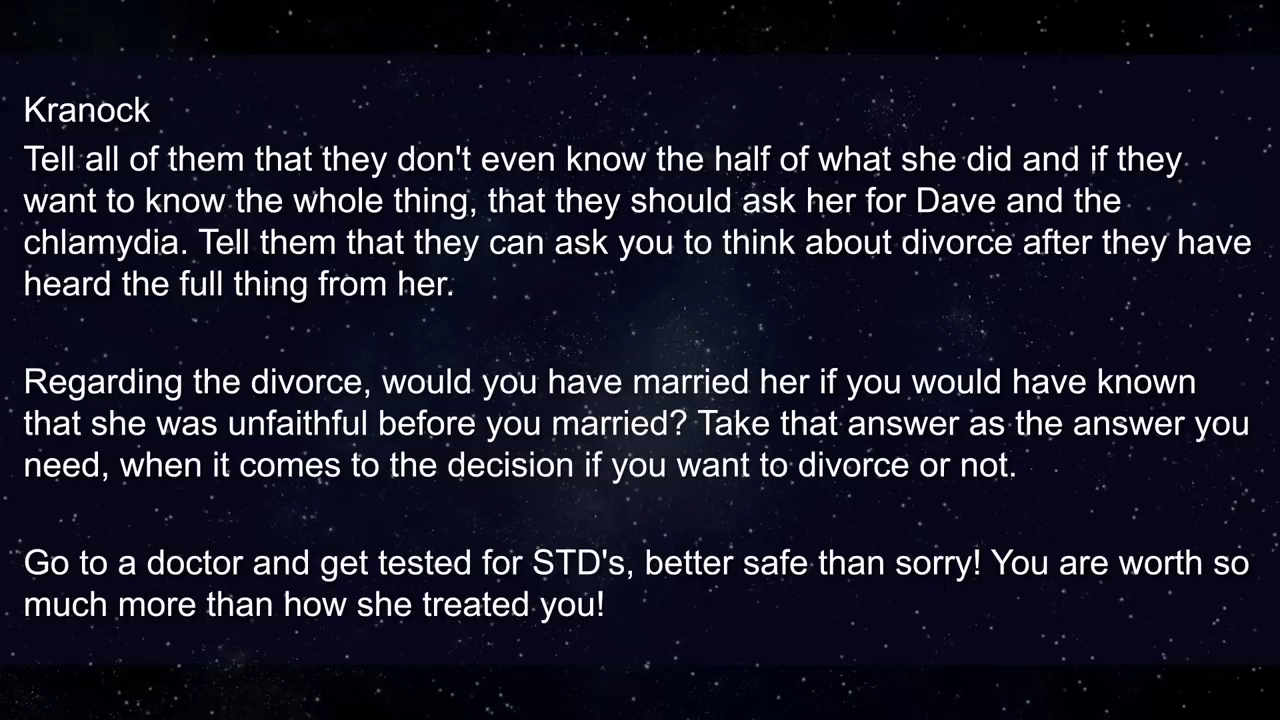 Kranock
Tell all of them that they don't even know the half of what she did and if they
want to know the whole thing, that they should ask her for Dave and the
chlamydia. Tell them that they can ask you to think about divorce after they have
heard the full thing from her.
Regarding the divorce, would you have married her if you would have known
that she was unfaithful before you married? Take that answer as the answer you
need, when it comes to the decision if you want to divorce or not.
Go to a doctor and get tested for STD's, better safe than sorry! You are worth so
much more than how she treated you!